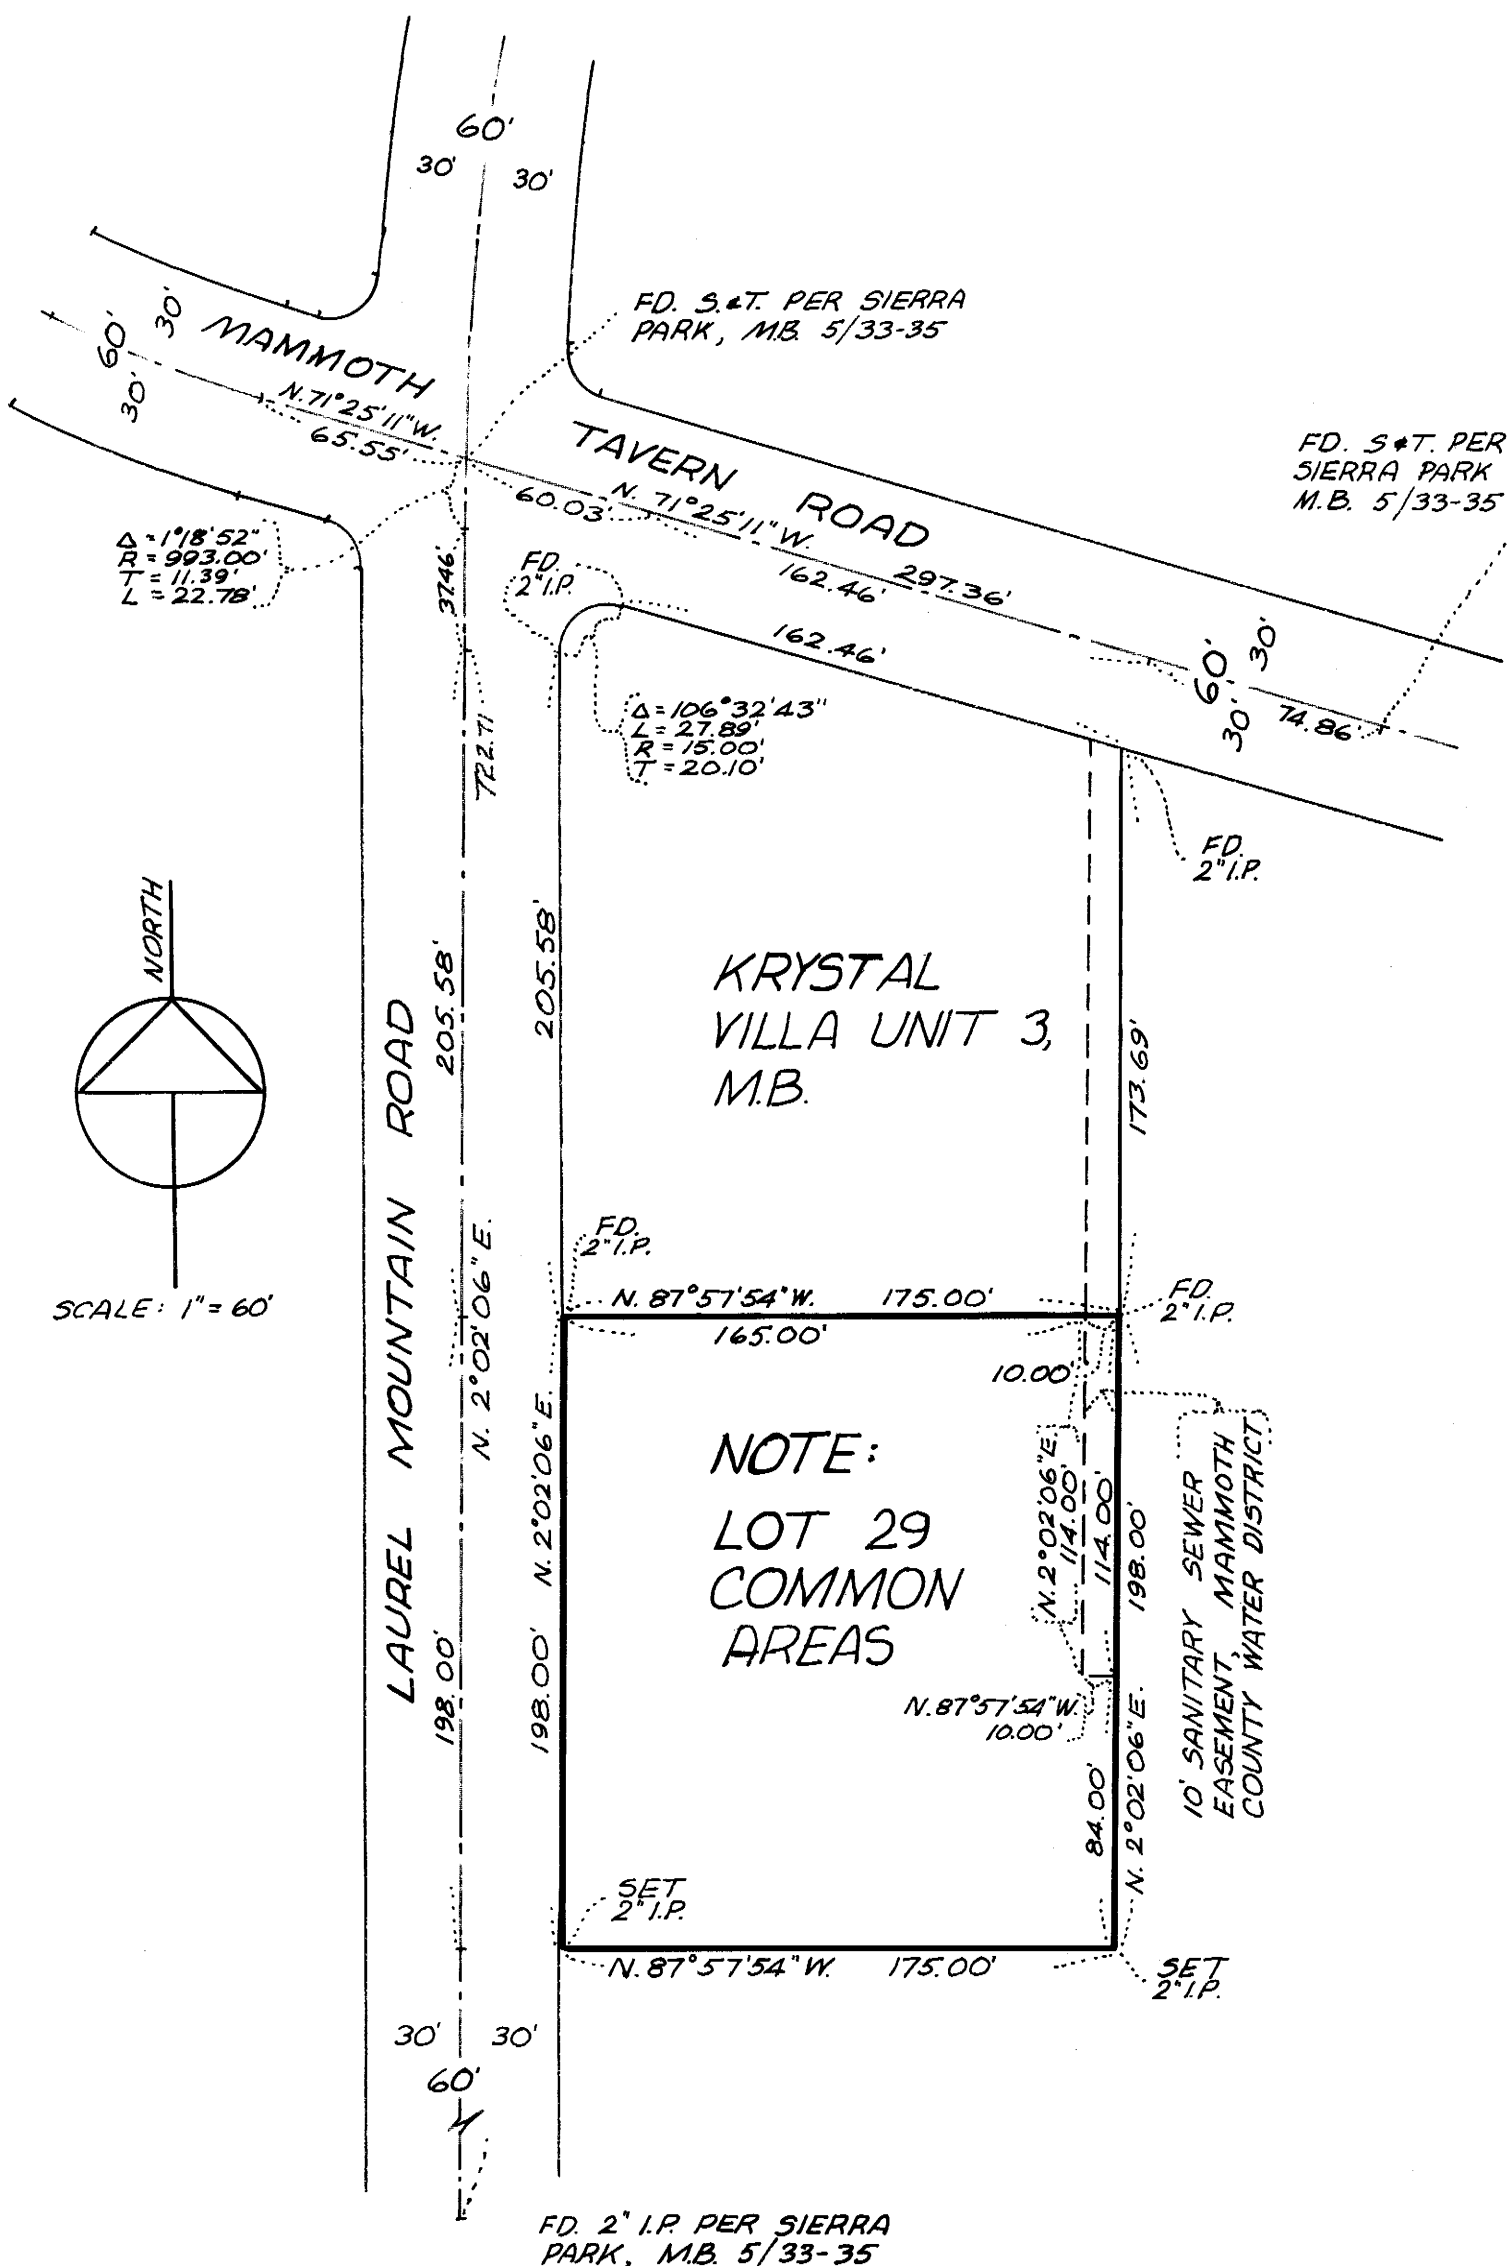 60'
30' 30'
FD. S.&T. PER SIERRA
PARK, M.B. 5/33-35
60' 30'
30'
MAMMOTH
N. 71°25'11" W.
65.55'
TAVERN ROAD
60.03' N. 71°25'11" W.
162.46' 297.36'
162.46'
FD. S&T. PER
SIERRA PARK
M.B. 5/33-35
Δ = 1°18'52"
R = 993.00'
T = 11.39'
L = 22.78'
37.46'
FD.
2" I.P.
60' 30'
30'
74.86'
722.71
Δ = 106°32'43"
L = 27.89'
R = 15.00'
T = 20.10'
FD.
2" I.P.
NORTH
SCALE: 1" = 60'
205.58'
205.58'
KRYSTAL
VILLA UNIT 3,
M.B.
173.69'
LAUREL MOUNTAIN ROAD
N. 2°02'06" E.
198.00'
FD.
2" I.P.
N. 87°57'54" W. 175.00'
165.00'
FD.
2" I.P.
10.00'
N. 2°02'06" E.
198.00'
NOTE:
LOT 29
COMMON
AREAS
N. 2°02'06" E.
114.00'
114.00'
198.00'
N. 2°02'06" E.
10' SANITARY SEWER
EASEMENT, MAMMOTH
COUNTY WATER DISTRICT
N. 87°57'54" W.
10.00'
84.00'
SET
2" I.P.
N. 87°57'54" W. 175.00'
SET
2" I.P.
30' 30'
60'
FD. 2" I.P. PER SIERRA
PARK, M.B. 5/33-35